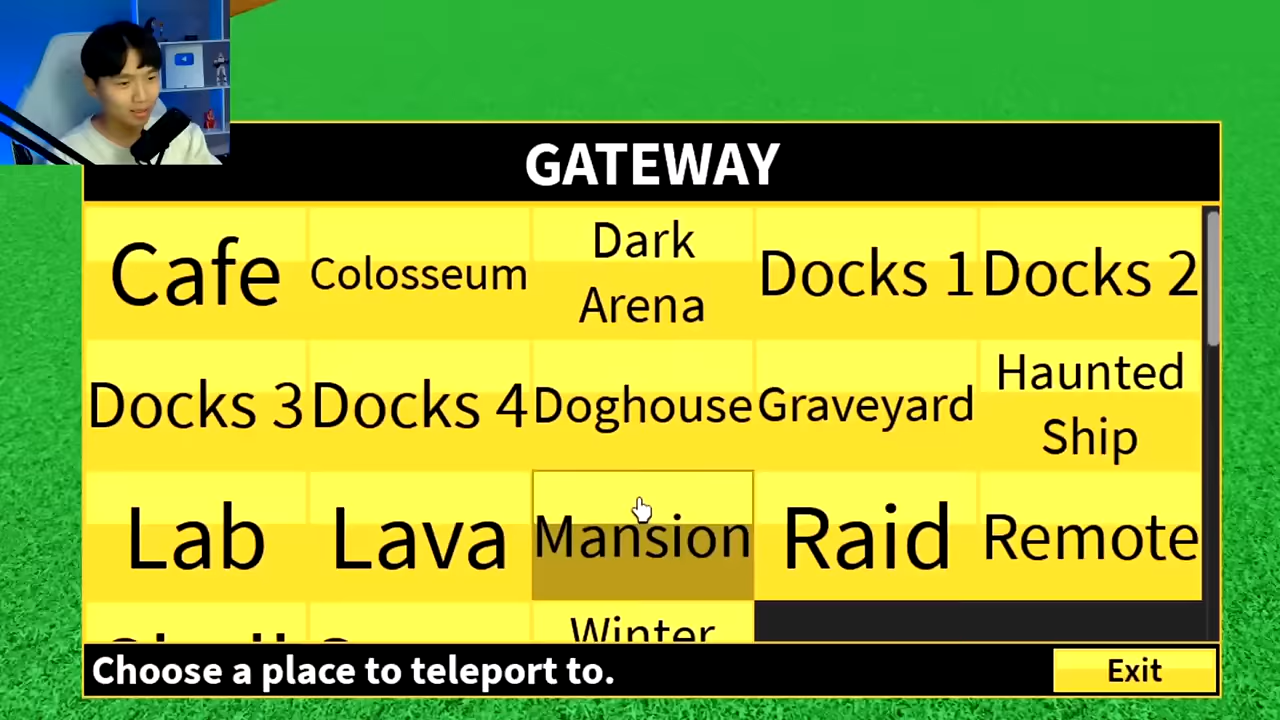 GATEWAY
Cafe
Colosseum
Dark
Arena
Docks 1
Docks 2
Docks 3
Docks 4
Doghouse
Graveyard
Haunted
Ship
Lab
Lava
Mansion
Raid
Remote
Winter
Choose a place to teleport to.
Exit